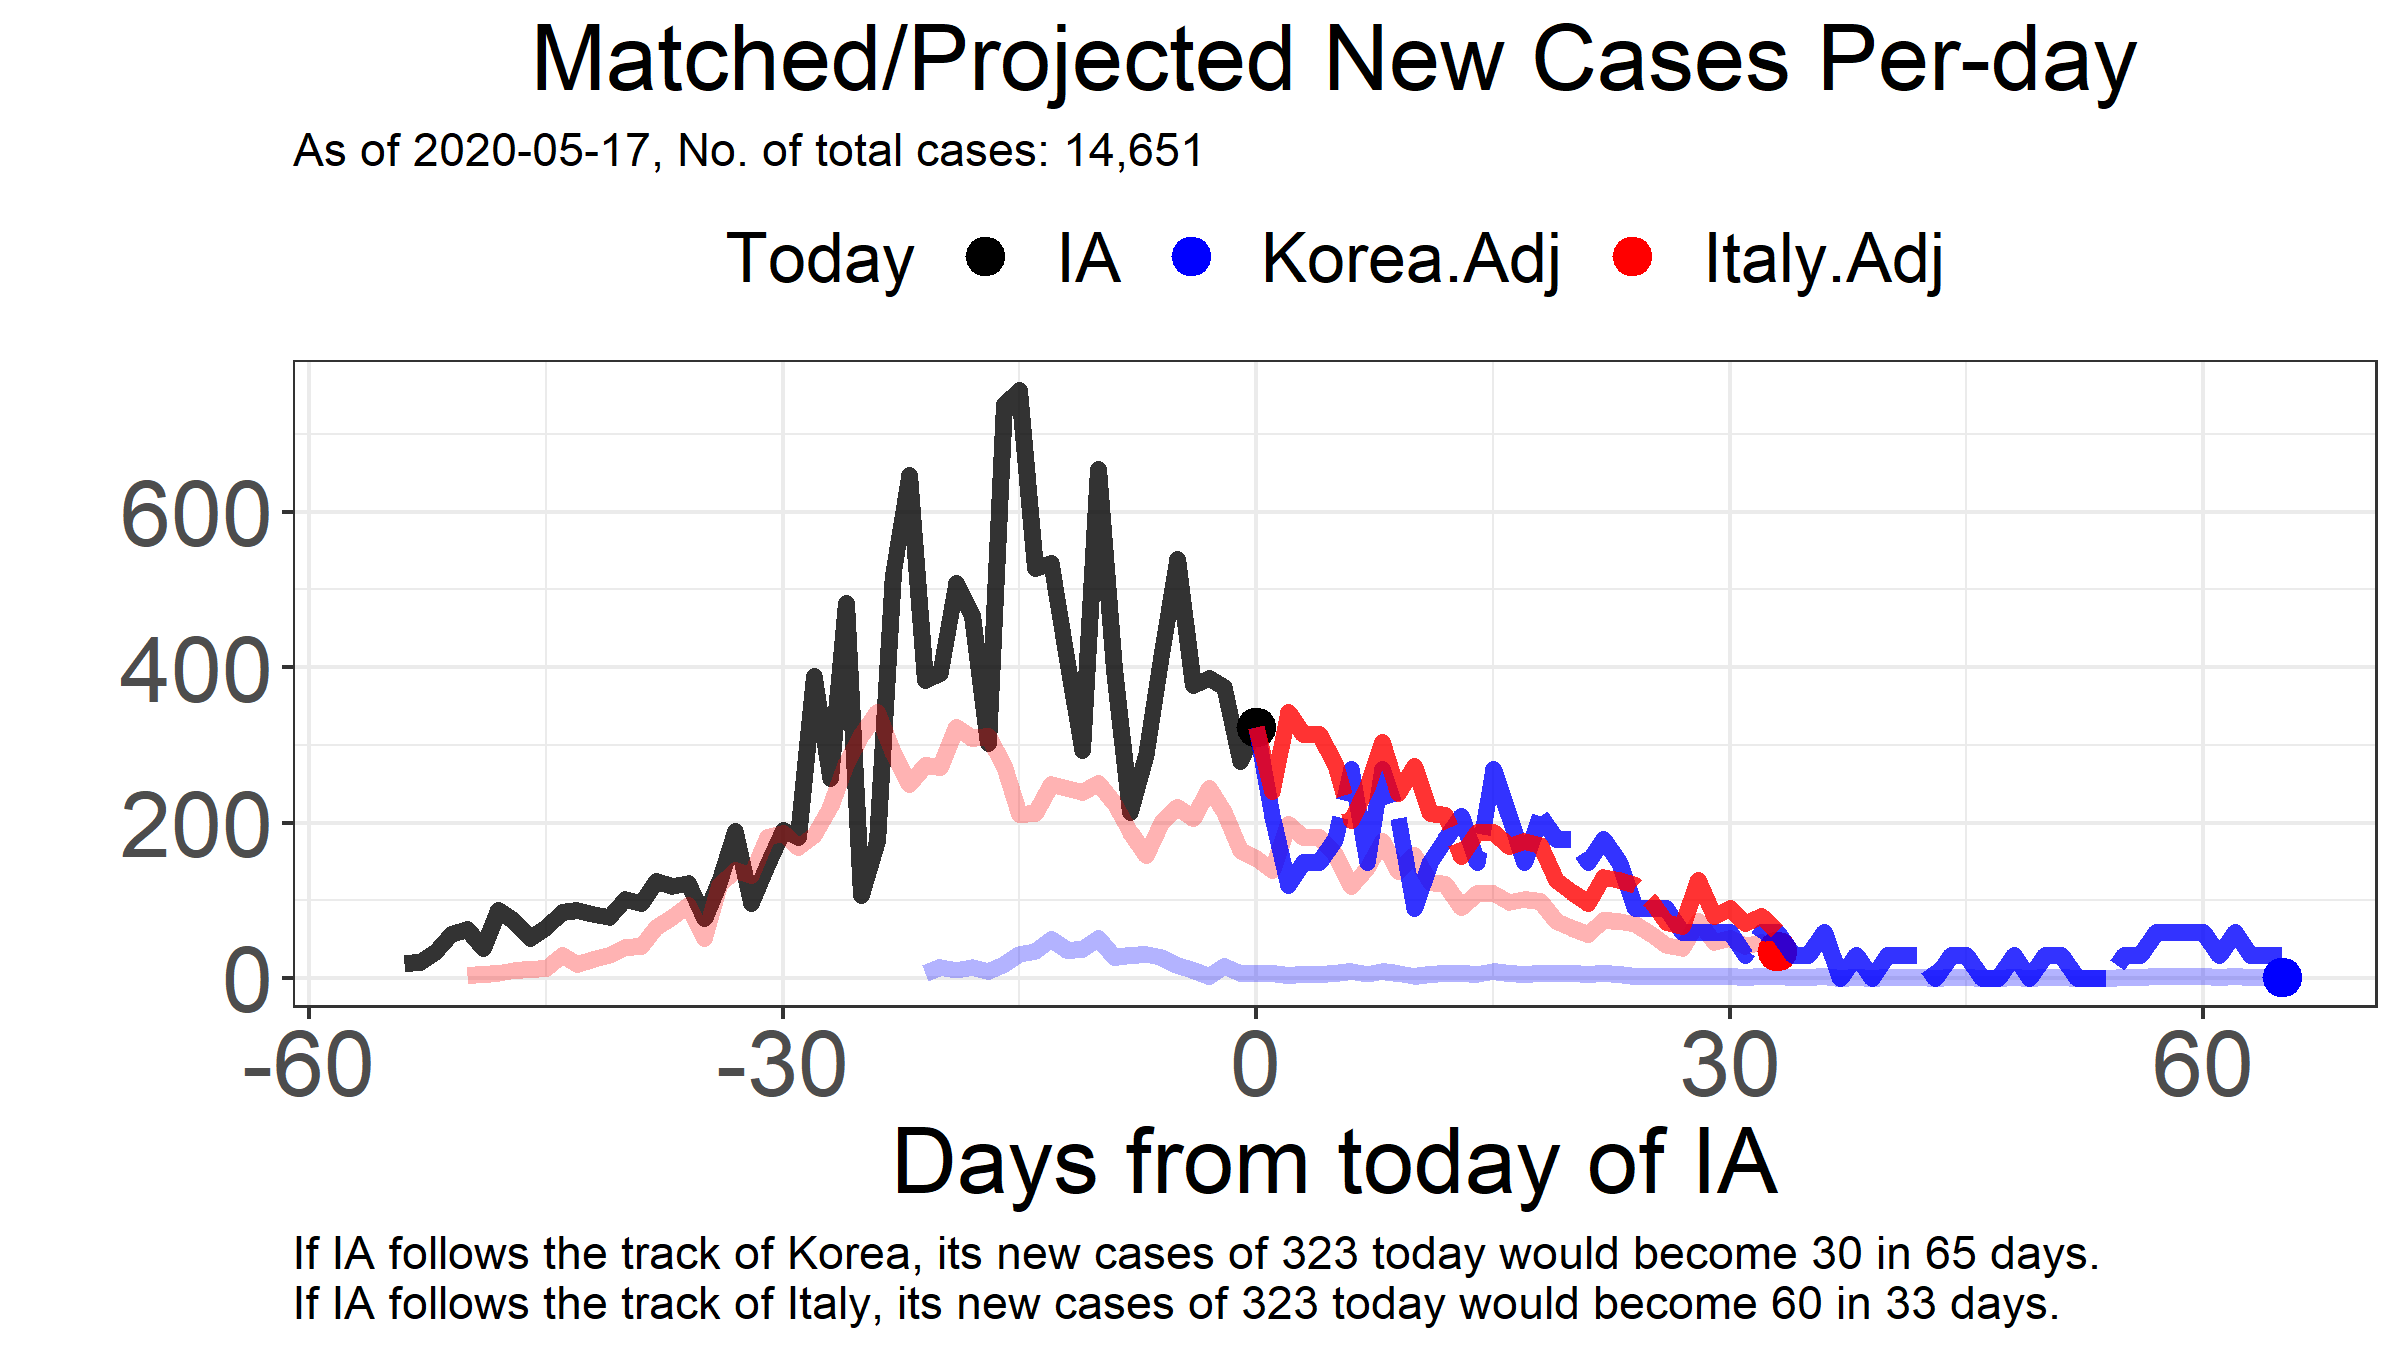 Matched/Projected New Cases Per-day
As of 2020-05-17, No. of total cases: 14,651
Today IA Korea.Adj Italy.Adj
600
400
200
0
-60 -30 0 30 60
Days from today of IA
If IA follows the track of Korea, its new cases of 323 today would become 30 in 65 days.
If IA follows the track of Italy, its new cases of 323 today would become 60 in 33 days.